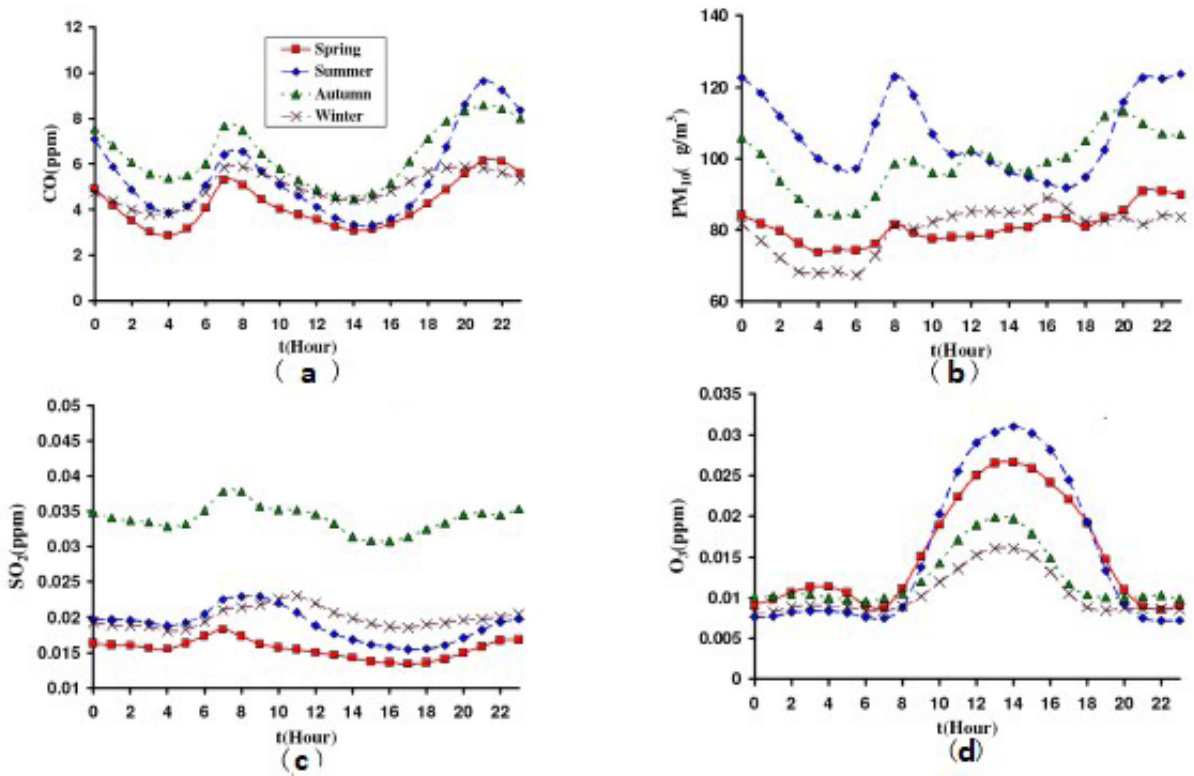 12
10
8
6
4
2
0
CO(ppm)
Spring
Summer
Autumn
Winter
0 2 4 6 8 10 12 14 16 18 20 22
t(Hour)
( a )
140
120
100
80
60
PM10( g/m3)
0 2 4 6 8 10 12 14 16 18 20 22
t(Hour)
(b)
0.05
0.045
0.04
0.035
0.03
0.025
0.02
0.015
0.01
SO2(ppm)
0 2 4 6 8 10 12 14 16 18 20 22
t(Hour)
(c)
0.035
0.03
0.025
0.02
0.015
0.01
0.005
0
O3(ppm)
0 2 4 6 8 10 12 14 16 18 20 22
t(Hour)
(d)